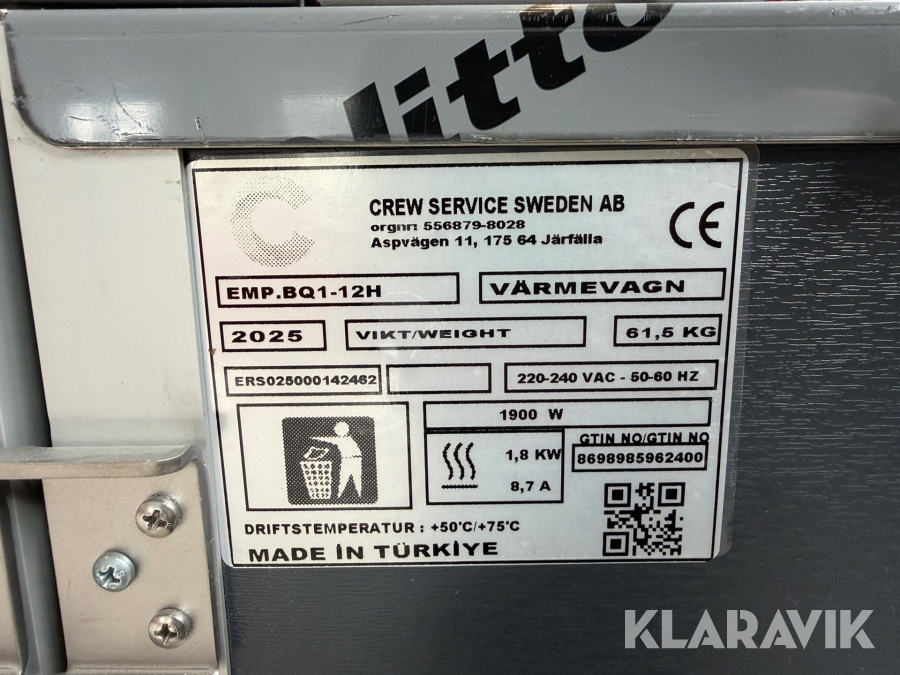 ditto
CREW SERVICE SWEDEN AB
orgnr: 556879-8028
Aspvägen 11, 175 64 Järfälla
CE
EMP.BQ1-12H
VÄRMEVAGN
2025
VIKT/WEIGHT
61,5 KG
ERS025000142462
220-240 VAC - 50-60 HZ
1900 W
1,8 KW
8,7 A
GTIN NO/GTIN NO
8698985962400
DRIFTSTEMPERATUR : +50°C/+75°C
MADE İN TÜRKİYE
KLARAVIK